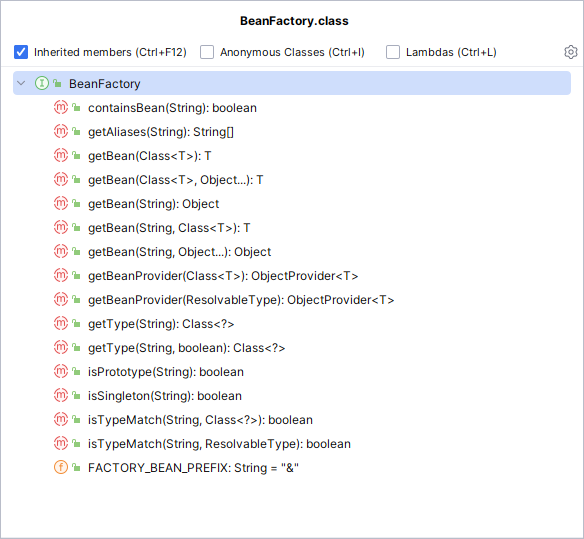 BeanFactory.class
Inherited members (Ctrl+F12) Anonymous Classes (Ctrl+I) Lambdas (Ctrl+L)
I BeanFactory
m containsBean(String): boolean
m getAliases(String): String[]
m getBean(Class<T>): T
m getBean(Class<T>, Object...): T
m getBean(String): Object
m getBean(String, Class<T>): T
m getBean(String, Object...): Object
m getBeanProvider(Class<T>): ObjectProvider<T>
m getBeanProvider(ResolvableType): ObjectProvider<T>
m getType(String): Class<?>
m getType(String, boolean): Class<?>
m isPrototype(String): boolean
m isSingleton(String): boolean
m isTypeMatch(String, Class<?>): boolean
m isTypeMatch(String, ResolvableType): boolean
f FACTORY_BEAN_PREFIX: String = "&"